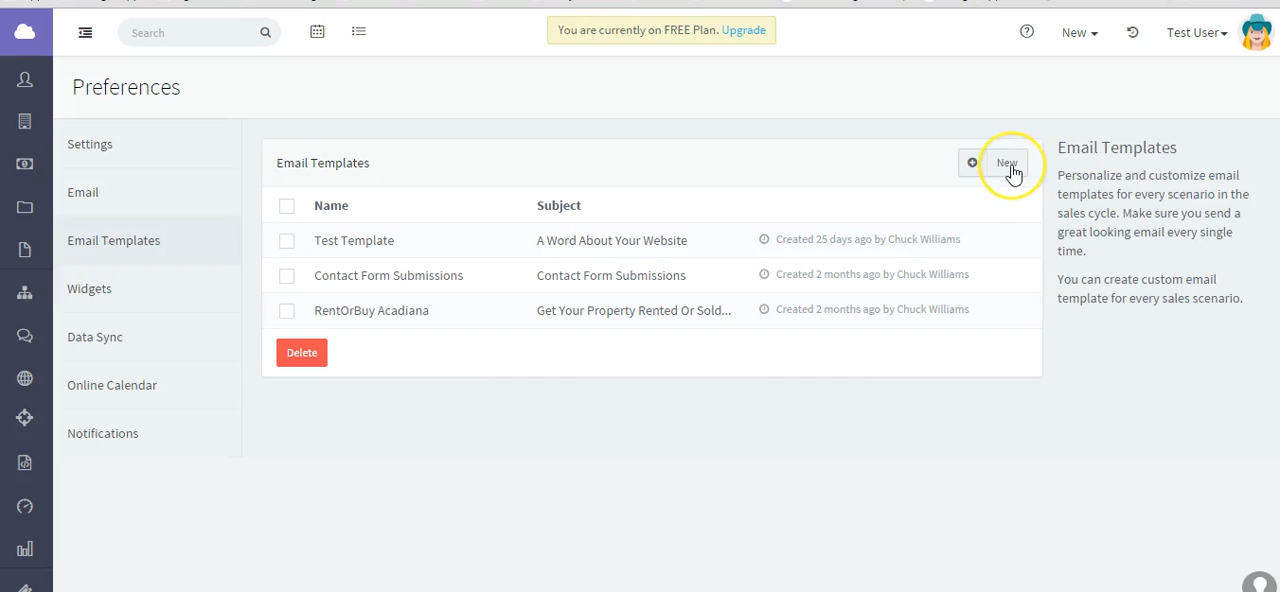 Search
You are currently on FREE Plan. Upgrade
New
Test User
Preferences
Settings
Email
Email Templates
Widgets
Data Sync
Online Calendar
Notifications
Email Templates
New
Name Subject
Test Template A Word About Your Website Created 25 days ago by Chuck Williams
Contact Form Submissions Contact Form Submissions Created 2 months ago by Chuck Williams
RentOrBuy Acadiana Get Your Property Rented Or Sold... Created 2 months ago by Chuck Williams
Delete
Email Templates
Personalize and customize email
templates for every scenario in the
sales cycle. Make sure you send a
great looking email every single
time.
You can create custom email
template for every sales scenario.